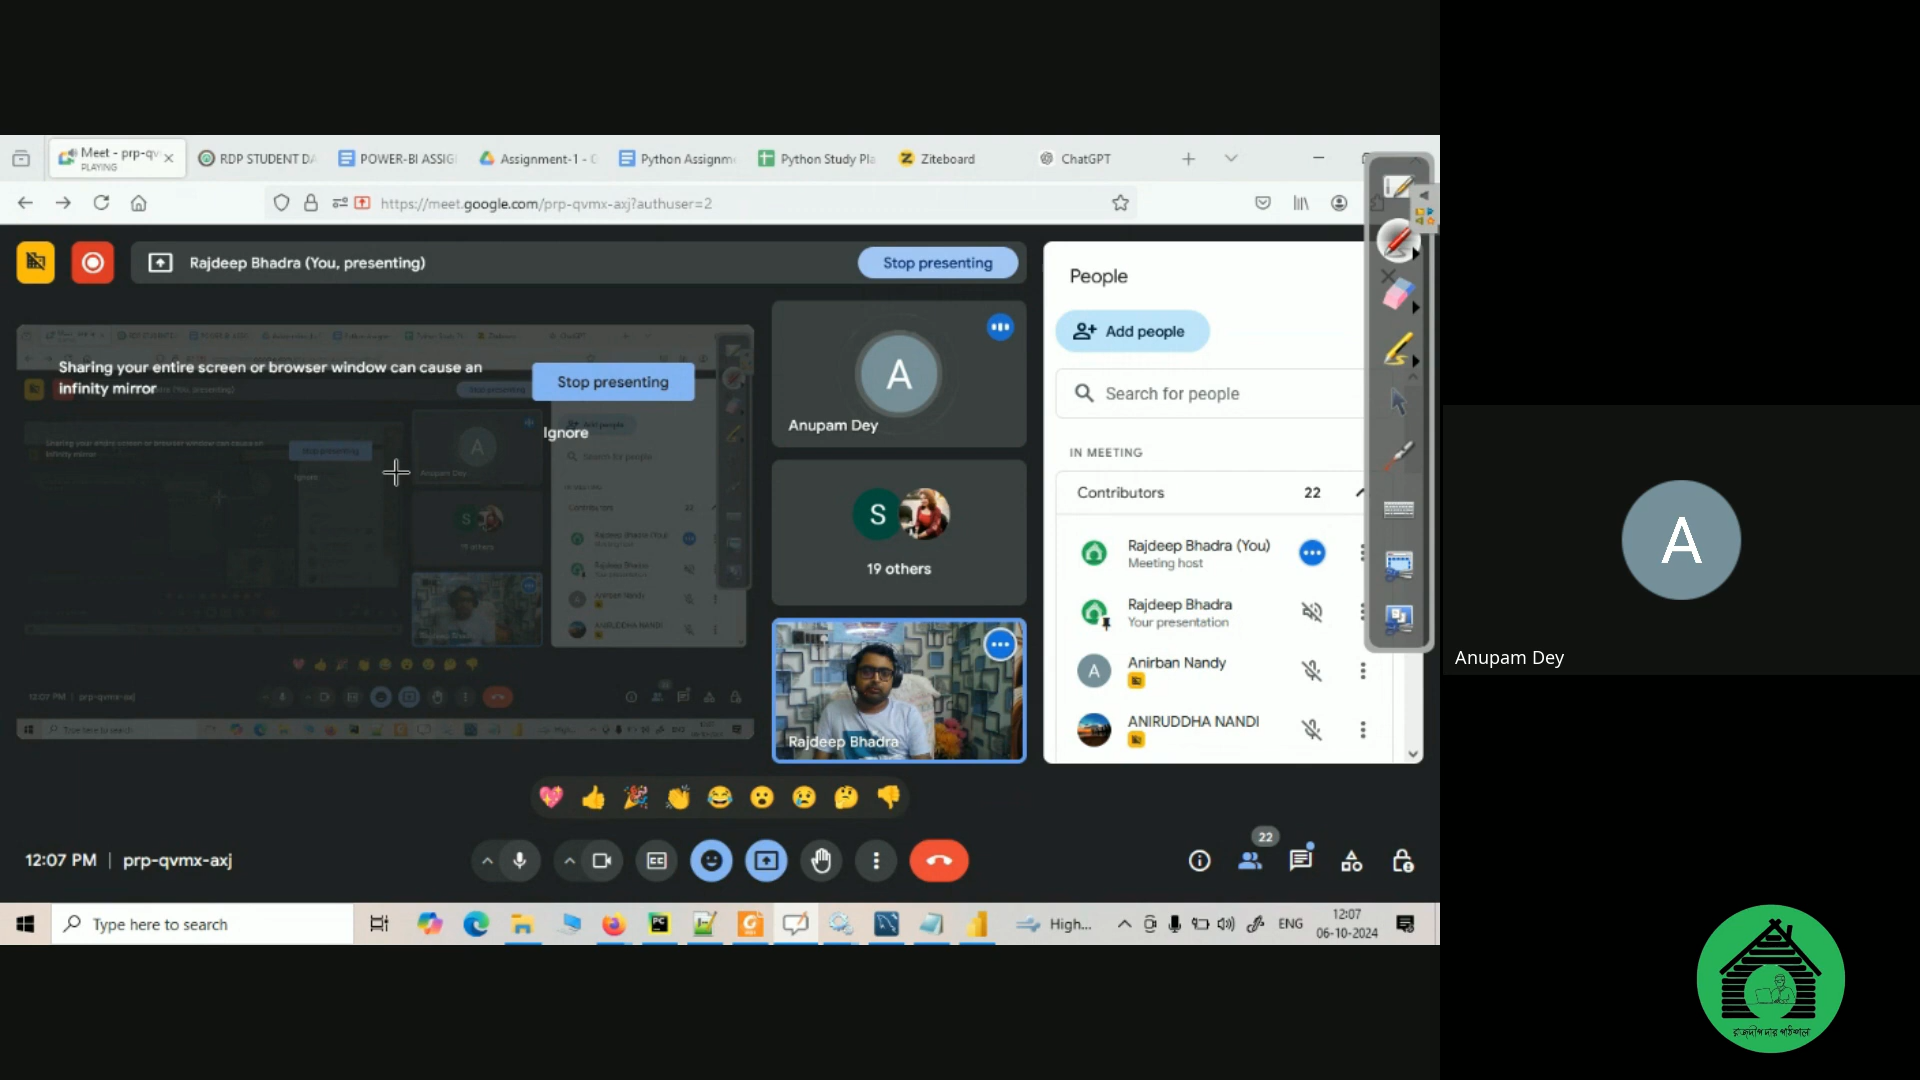 Meet - prp-qv
PLAYING
RDP STUDENT DA
POWER-BI ASSIG
Assignment-1 - G
Python Assignm
Python Study Pla
Ziteboard
ChatGPT
https://meet.google.com/prp-qvmx-axj?authuser=2
Rajdeep Bhadra (You, presenting)
Stop presenting
Sharing your entire screen or browser window can cause an
infinity mirror
Stop presenting
Ignore
A
Anupam Dey
S
19 others
Rajdeep Bhadra
People
Add people
Search for people
IN MEETING
Contributors
22
Rajdeep Bhadra (You)
Meeting host
Rajdeep Bhadra
Your presentation
A
Anirban Nandy
ANIRUDDHA NANDI
12:07 PM | prp-qvmx-axj
22
Type here to search
High...
ENG
12:07
06-10-2024
A
Anupam Dey
রাজদীপ দার পাঠশালা